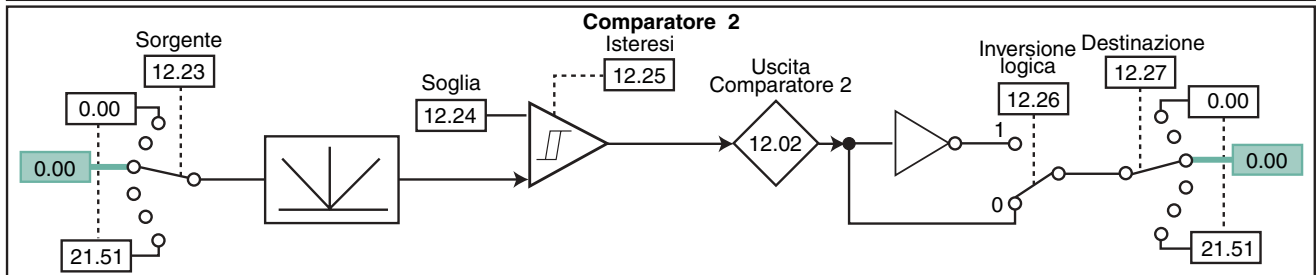 Comparatore 2
Sorgente
12.23
0.00
0.00
21.51
Soglia
12.24
Isteresi
12.25
Uscita
Comparatore 2
12.02
Inversione
logica
12.26
1
0
Destinazione
12.27
0.00
0.00
21.51